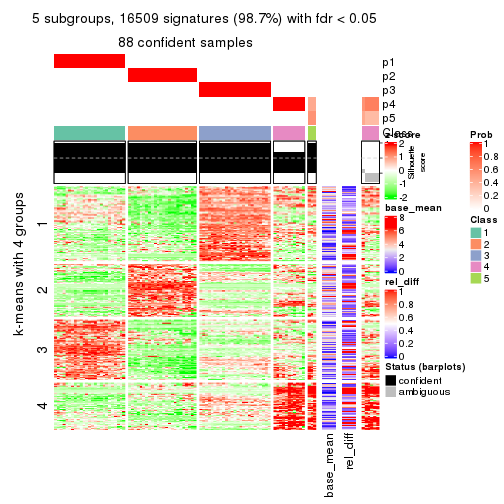 5 subgroups, 16509 signatures (98.7%) with fdr < 0.05
88 confident samples
p1
p2
p3
p4
p5
Class
Silhouette
score
k-means with 4 groups
1
2
3
4
base_mean
rel_diff
z-score
2
1
0
-1
-2
base_mean
8
6
4
2
0
rel_diff
1
0.8
0.6
0.4
0.2
0
Status (barplots)
confident
ambiguous
Prob
1
0.8
0.6
0.4
0.2
0
Class
1
2
3
4
5